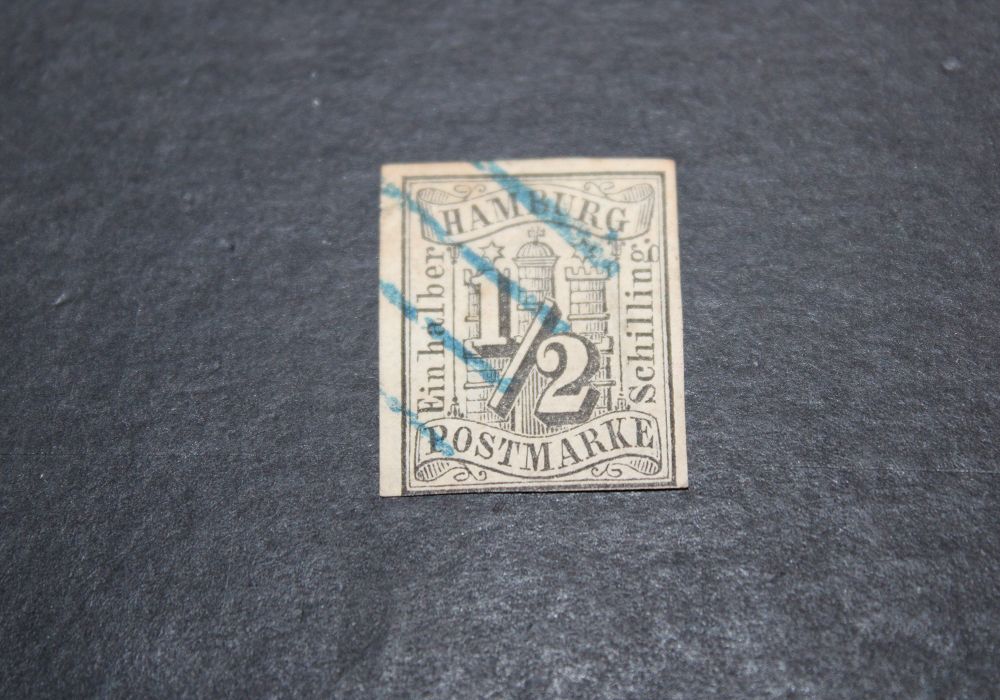 HAMBURG
Ein halber
1/2
Schilling.
POSTMARKE